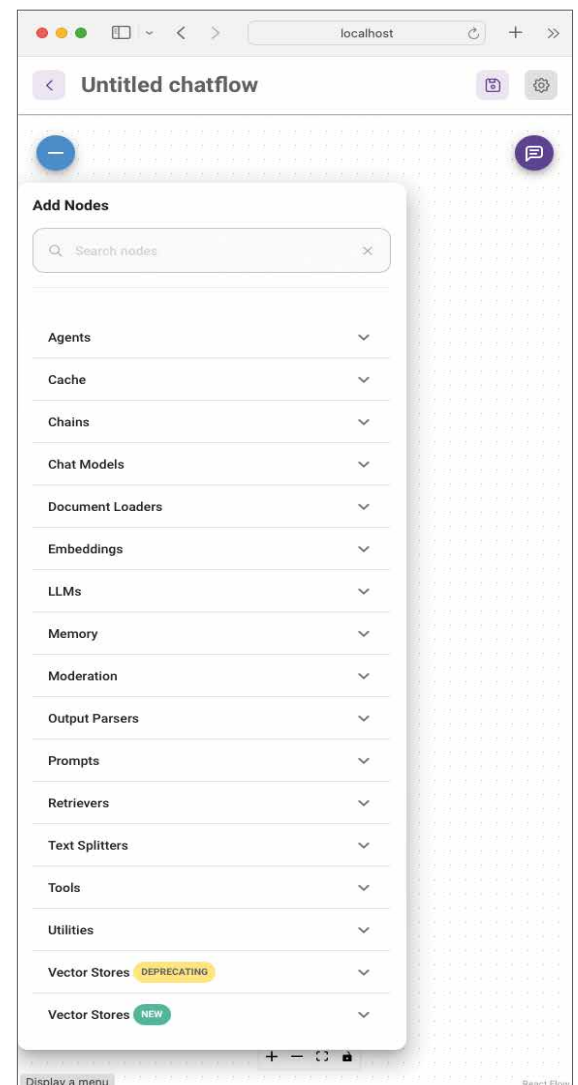 localhost
Untitled chatflow
Add Nodes
Search nodes
Agents
Cache
Chains
Chat Models
Document Loaders
Embeddings
LLMs
Memory
Moderation
Output Parsers
Prompts
Retrievers
Text Splitters
Tools
Utilities
Vector Stores DEPRECATING
Vector Stores NEW
Display a menu
React Flow